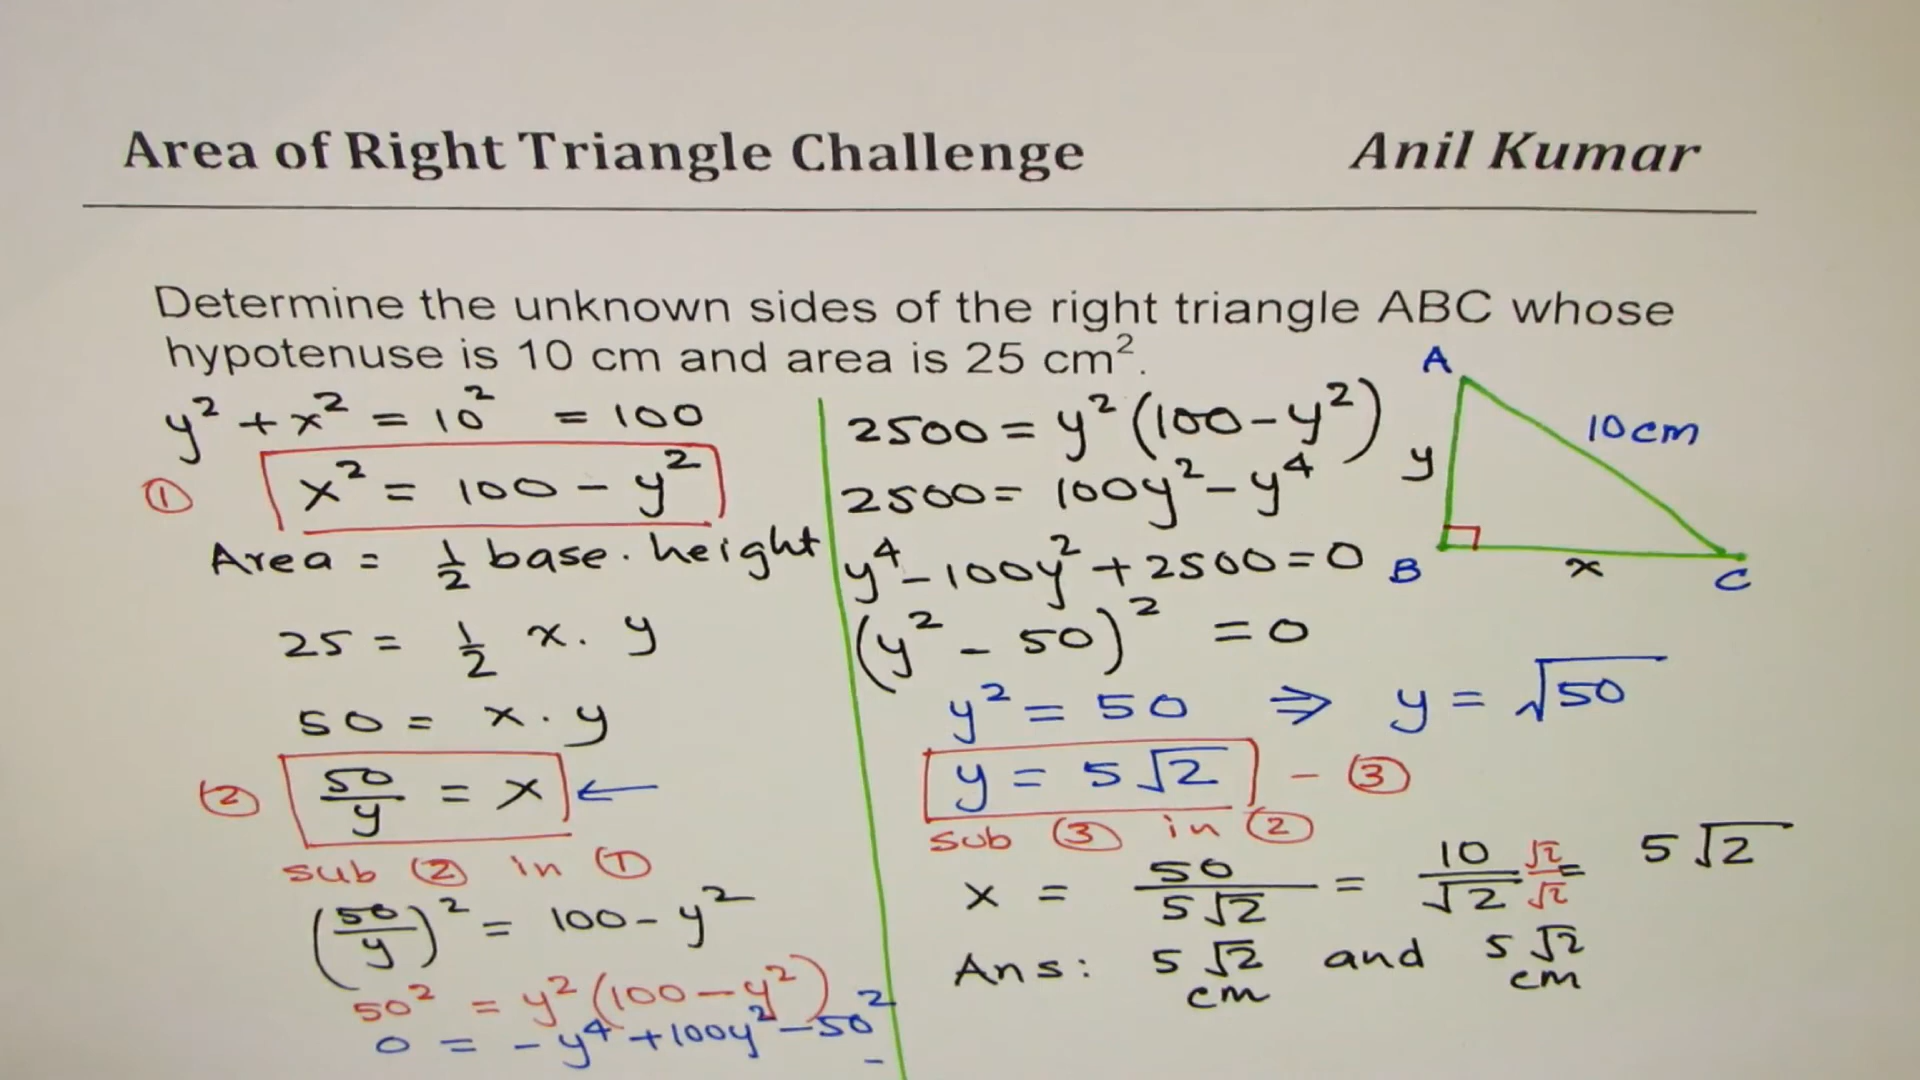 Area of Right Triangle Challenge
Anil Kumar
Determine the unknown sides of the right triangle ABC whose
hypotenuse is 10 cm and area is 25 cm².
y² + x² = 10² = 100
① x² = 100 - y²
Area = 1/2 base . height
25 = 1/2 x . y
50 = x . y
② 50/y = x ←
sub ② in ①
(50/y)² = 100 - y²
50² = y² (100 - y²)
0 = - y⁴ + 100y² - 50²
2500 = y² (100 - y²)
2500 = 100y² - y⁴
y⁴ - 100y² + 2500 = 0
(y² - 50)² = 0
y² = 50 ⇒ y = √50
y = 5√2 - ③
sub ③ in ②
x = 50/5√2 = 10/√2 √2/√2 = 5√2
Ans: 5√2 cm and 5√2 cm
A
10cm
y
B
x
C